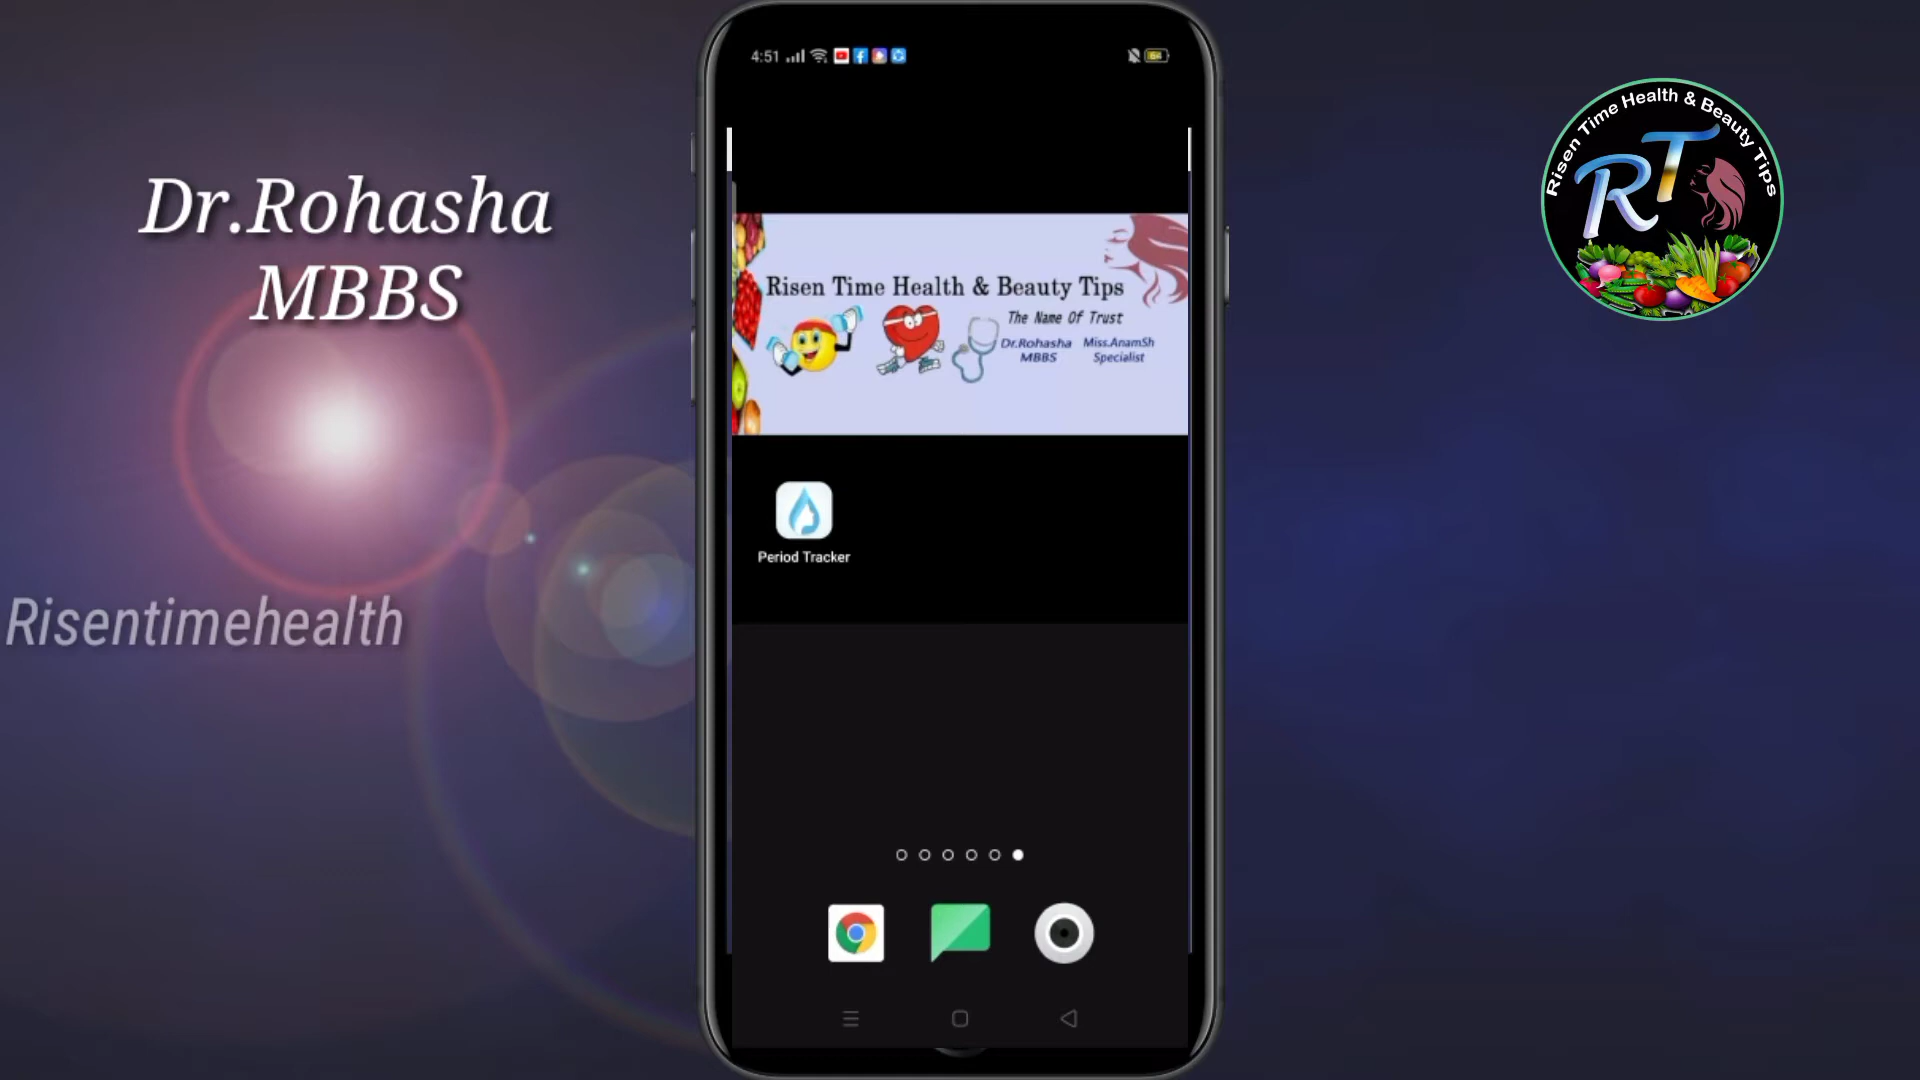 Dr.Rohasha
MBBS
Risentimehealth
4:51
64
Risen Time Health & Beauty Tips
The Name Of Trust
Dr.Rohasha Miss.AnamSh
MBBS Specialist
Period Tracker
Risen Time Health & Beauty Tips
RT